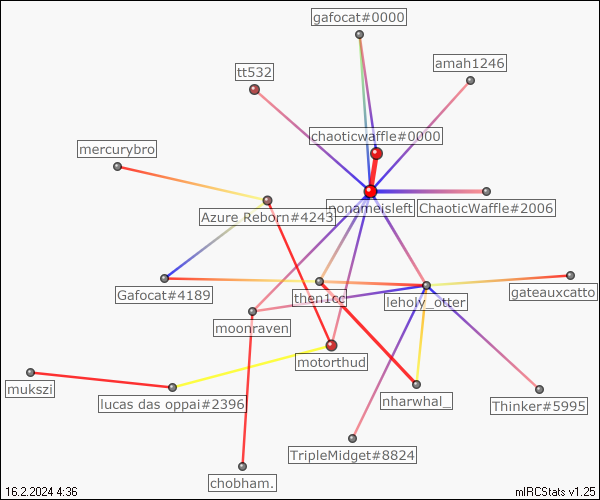 gafocat#0000
amah1246
tt532
chaoticwaffle#0000
mercurybro
nonameisleft
ChaoticWaffle#2006
Azure Reborn#4243
Gafocat#4189
then1cc
leholy_otter
gateauxcatto
moonraven
motorthud
mukszi
lucas das oppai#2396
nharwhal_
Thinker#5995
TripleMidget#8824
chobham.
16.2.2024 4:36
mIRCStats v1.25